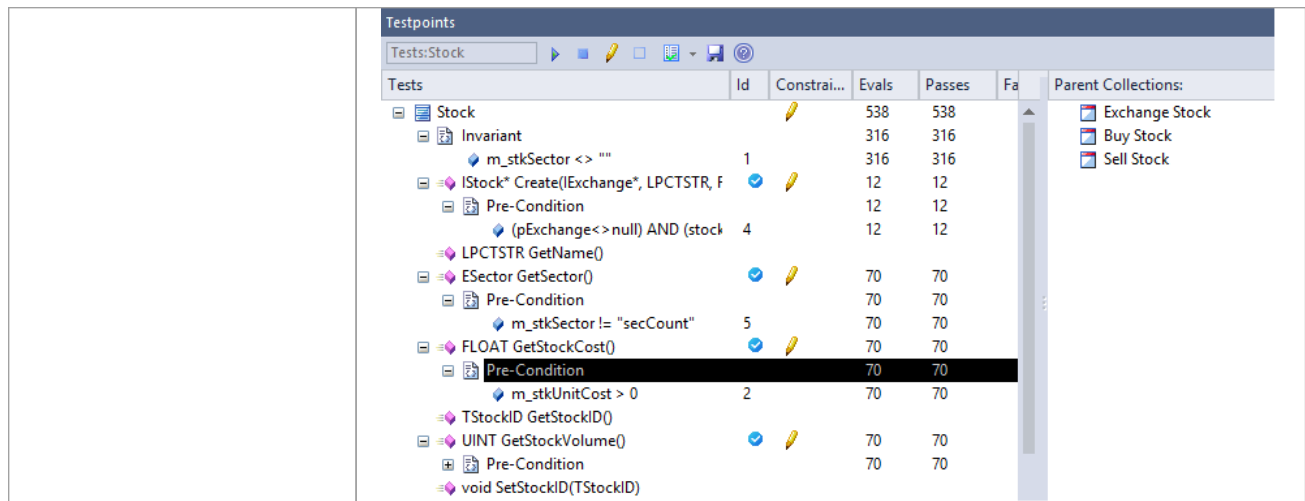 Testpoints
Tests:Stock
Tests Id Constrai... Evals Passes Fa Parent Collections:
Stock 538 538 Exchange Stock
Invariant 316 316 Buy Stock
m_stkSector <> "" 1 316 316 Sell Stock
IStock* Create(IExchange*, LPCTSTR, F 12 12
Pre-Condition 12 12
(pExchange<>null) AND (stock 4 12 12
LPCTSTR GetName()
ESector GetSector() 70 70
Pre-Condition 70 70
m_stkSector != "secCount" 5 70 70
FLOAT GetStockCost() 70 70
Pre-Condition 70 70
m_stkUnitCost > 0 2 70 70
TStockID GetStockID()
UINT GetStockVolume() 70 70
Pre-Condition 70 70
void SetStockID(TStockID)